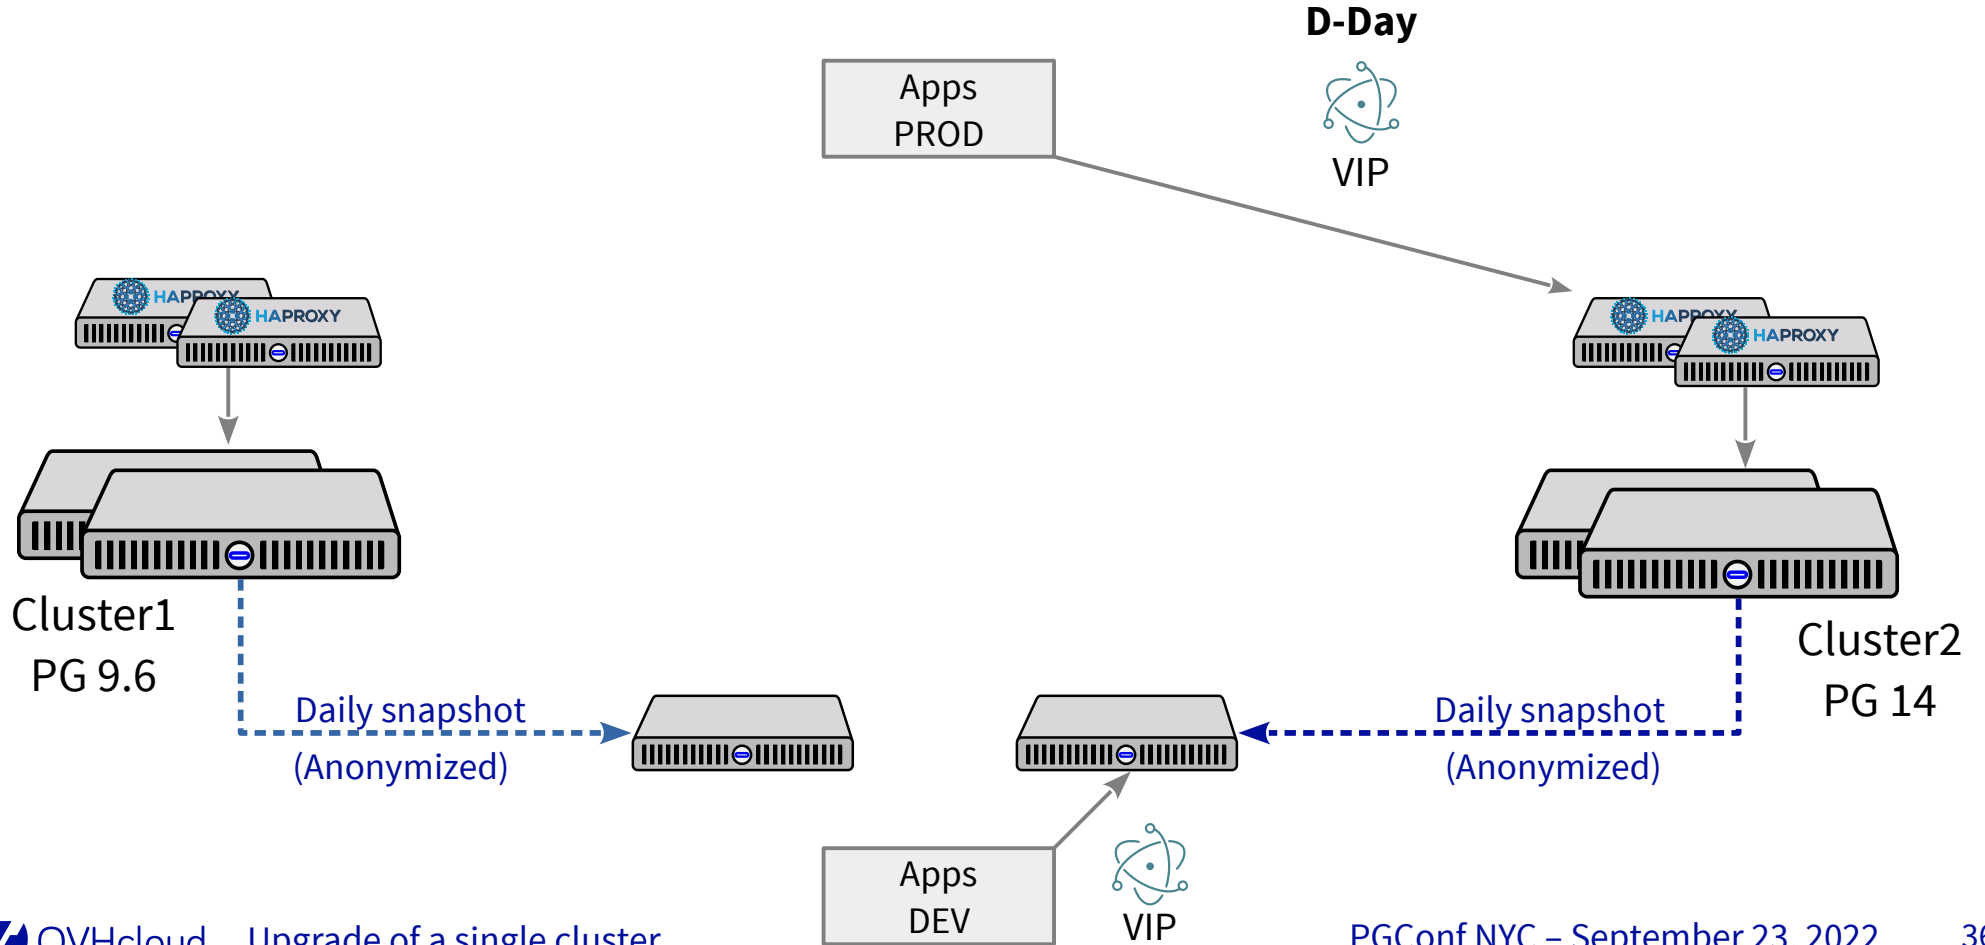 D-Day
Apps
PROD
VIP
HAPROXY
HAPROXY
HAPROXY
HAPROXY
Cluster1
PG 9.6
Cluster2
PG 14
Daily snapshot
(Anonymized)
Daily snapshot
(Anonymized)
Apps
DEV
VIP
OVHcloud
Upgrade of a single cluster
PGConf NYC – September 23, 2022